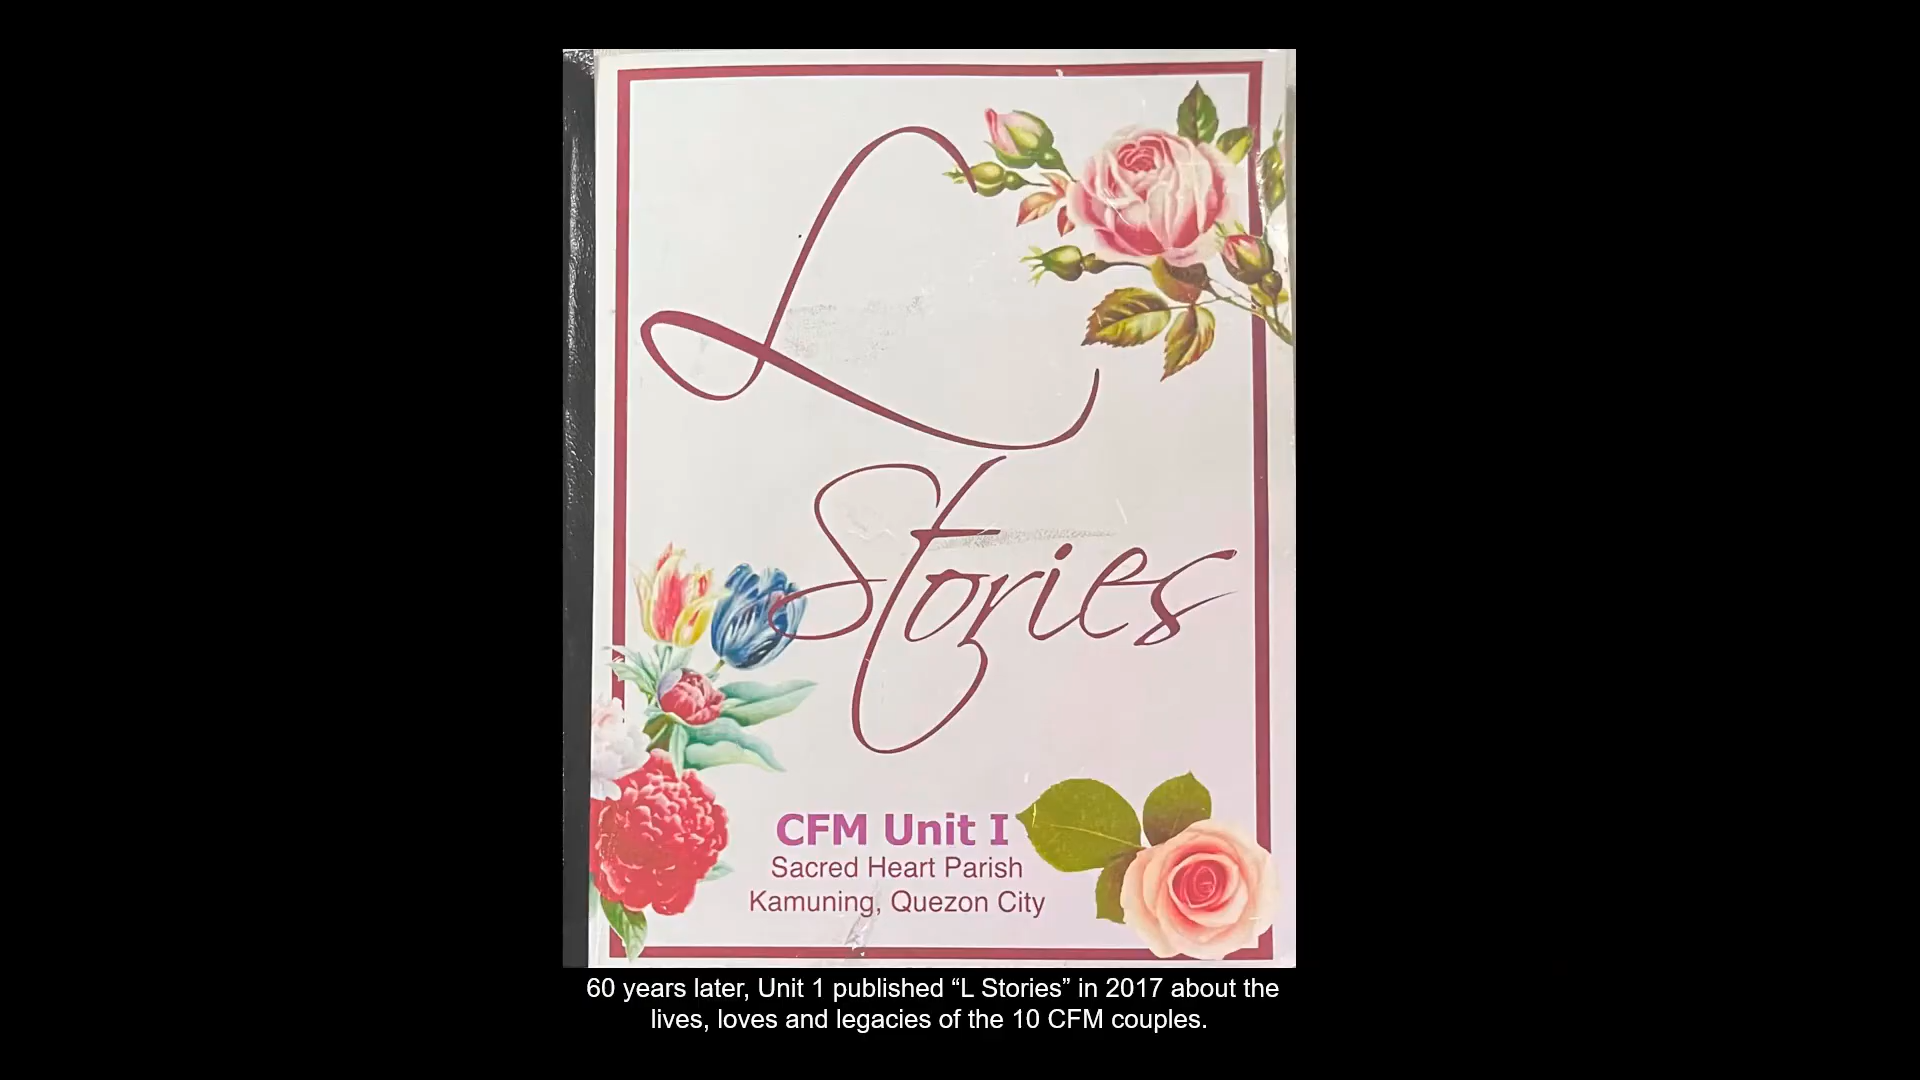 L
Stories
CFM Unit I
Sacred Heart Parish
Kamuning, Quezon City
60 years later, Unit 1 published “L Stories” in 2017 about the
lives, loves and legacies of the 10 CFM couples.